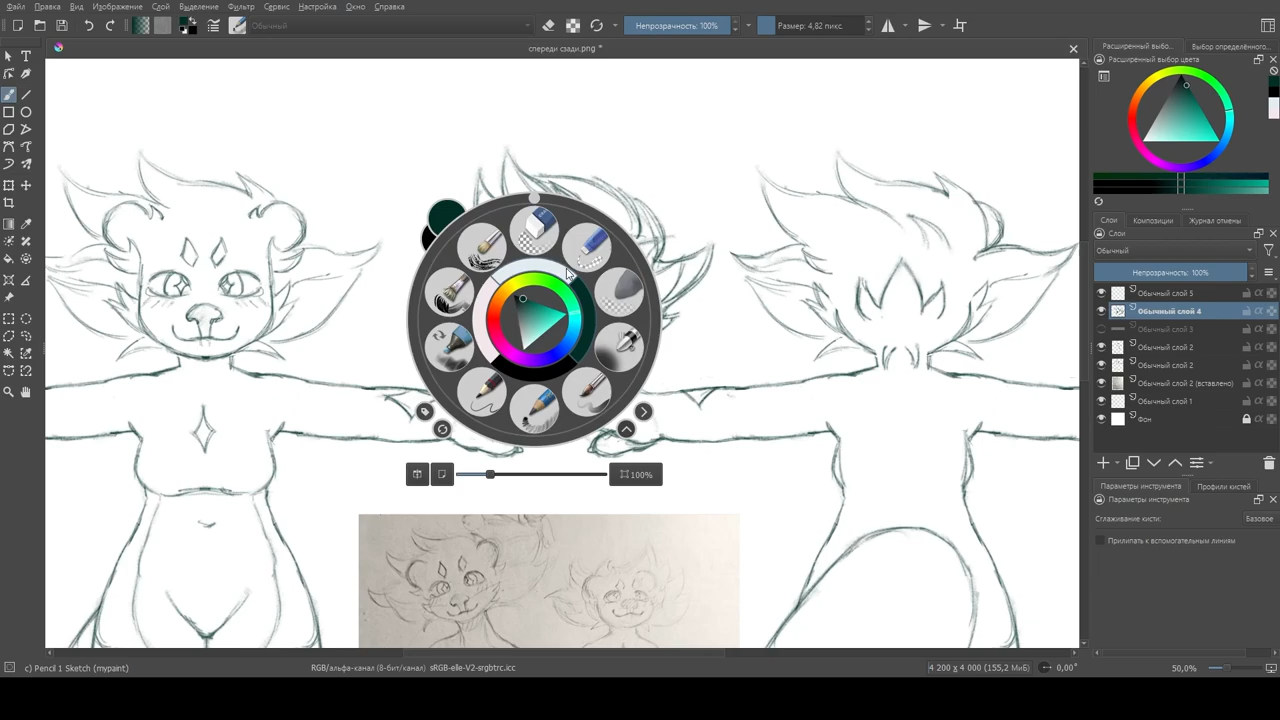 Файл Правка Вид Изображение Слой Выделение Фильтр Сервис Настройка Окно Справка
Обычный
Непрозрачность: 100%
Размер: 4,82 пикс.
спереди сзади.png *
Расширенный выбо...
Выбор определённого...
Расширенный выбор цвета
Слои Композиции Журнал отмены
Слои
Обычный
Непрозрачность: 100%
Обычный слой 5
Обычный слой 4
Обычный слой 3
Обычный слой 2
Обычный слой 2
Обычный слой 2 (вставлено)
Обычный слой 1
Фон
Параметры инструмента Профили кистей
Параметры инструмента
Сглаживание кисти: Базовое
Прилипать к вспомогательным линиям
100%
c) Pencil 1 Sketch (mypaint)
RGB/альфа-канал (8-бит/канал) sRGB-elle-V2-srgbtrc.icc
4 200 x 4 000 (155,2 МиБ)
0,00°
50,0%